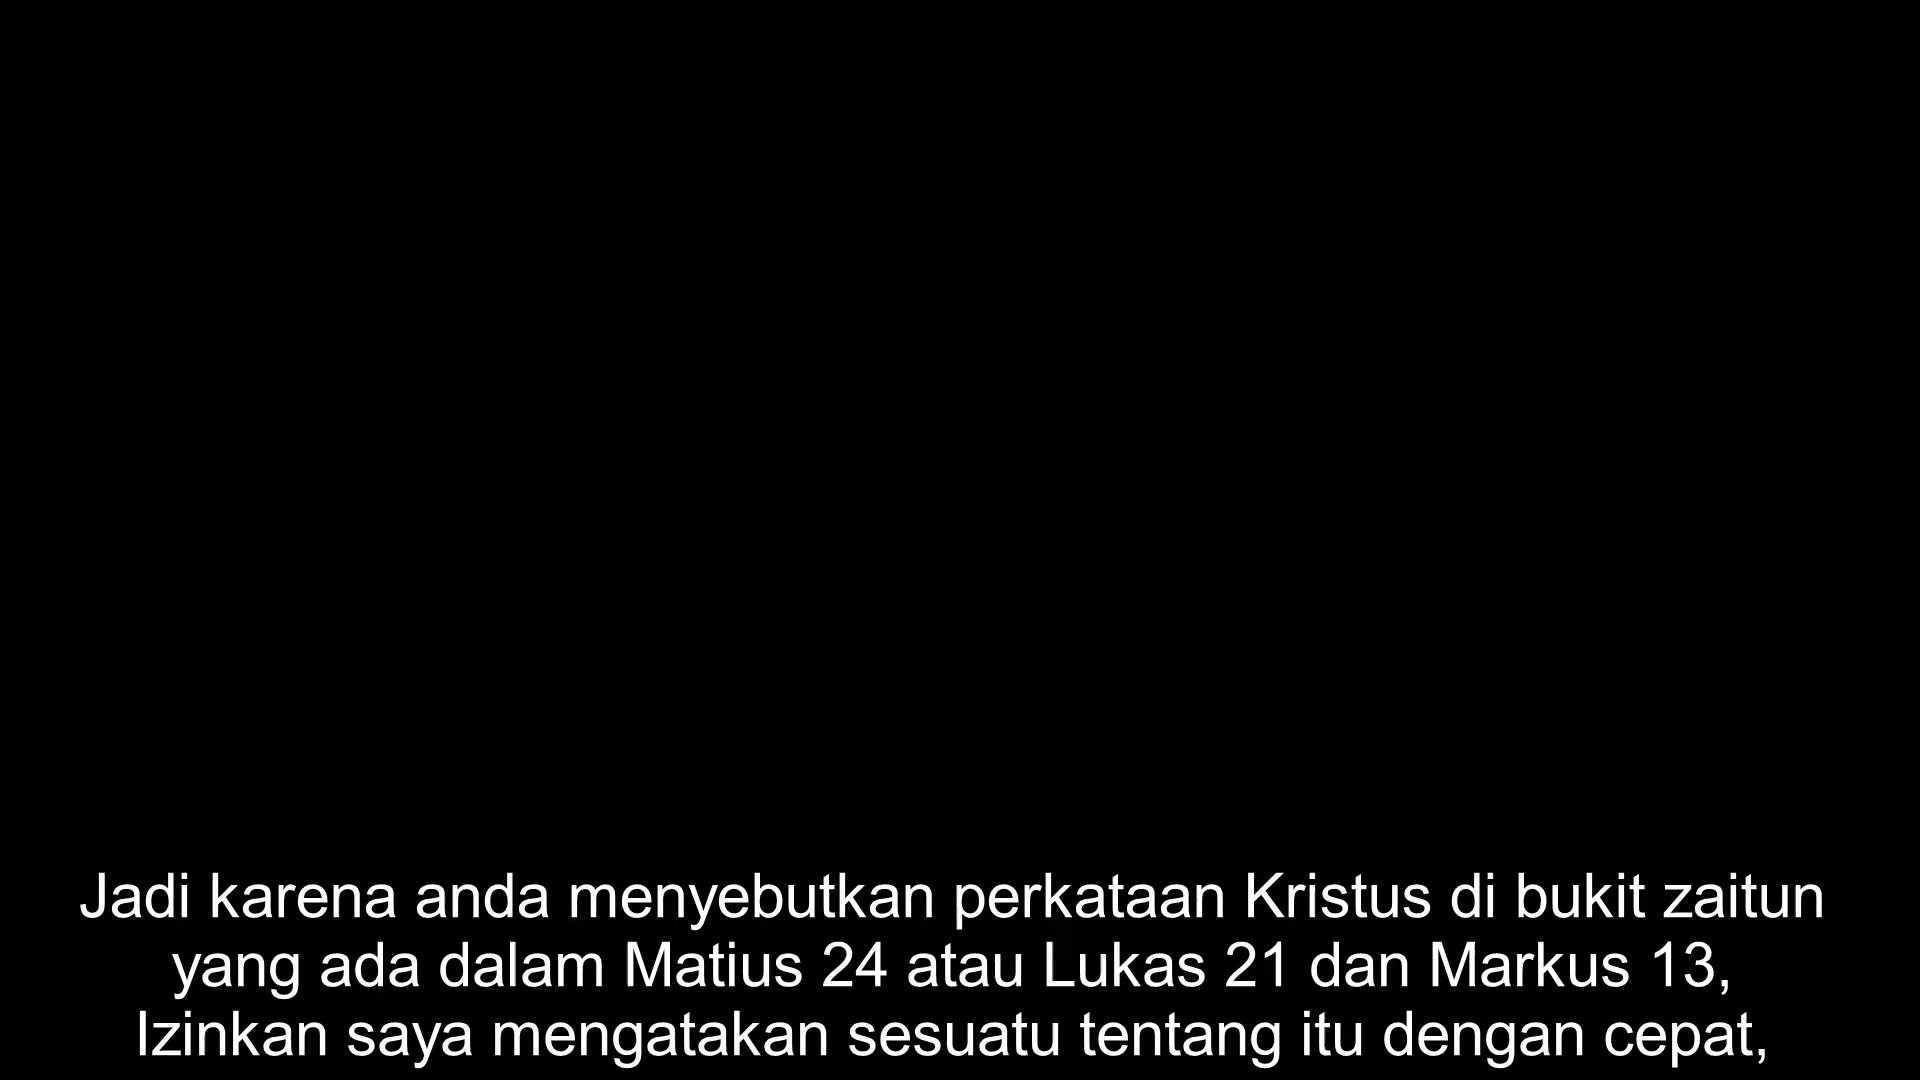 Jadi karena anda menyebutkan perkataan Kristus di bukit zaitun
yang ada dalam Matius 24 atau Lukas 21 dan Markus 13,
Izinkan saya mengatakan sesuatu tentang itu dengan cepat,